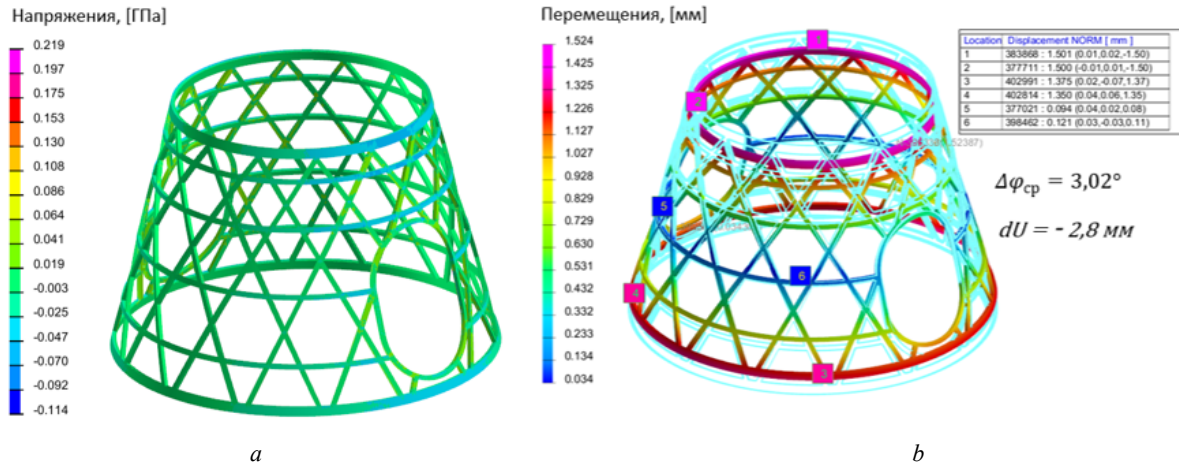 Напряжения, [ГПа]
0.219
0.197
0.175
0.153
0.130
0.108
0.086
0.064
0.041
0.019
-0.003
-0.025
-0.047
-0.070
-0.092
-0.114
a
Перемещения, [мм]
1.524
1.425
1.325
1.226
1.127
1.027
0.928
0.829
0.729
0.630
0.531
0.432
0.332
0.233
0.134
0.034
1
2
5
6
4
3
Location Displacement NORM [ mm ]
1 383868 : 1.501 (0.01,0.02,-1.50)
2 377711 : 1.500 (-0.01,0.01,-1.50)
3 402991 : 1.375 (0.02,-0.07,1.37)
4 402814 : 1.350 (0.04,0.06,1.35)
5 377021 : 0.094 (0.04,0.02,0.08)
6 398462 : 0.121 (0.03,-0.03,0.11)
Δφср = 3,02°
dU = - 2,8 мм
b